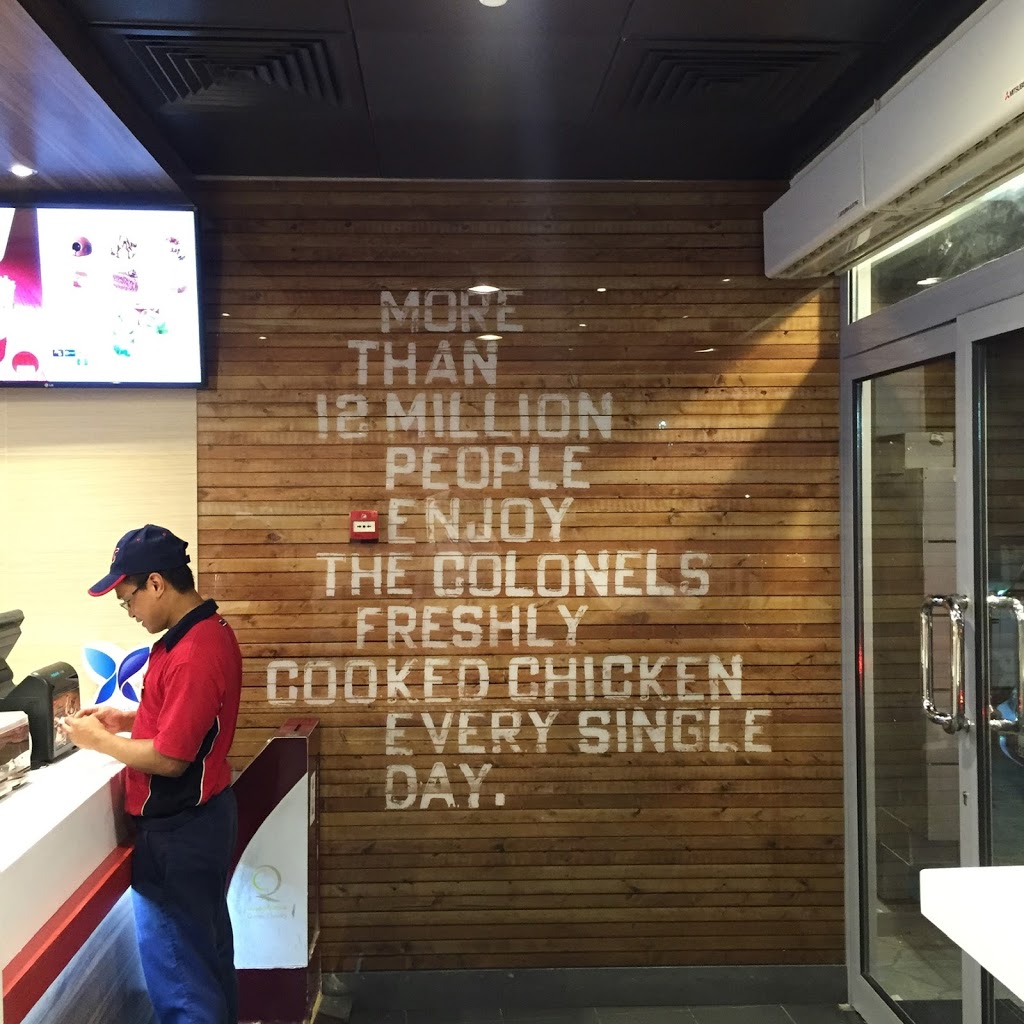 MORE
THAN
12 MILLION
PEOPLE
ENJOY
THE COLONELS
FRESHLY
COOKED CHICKEN
EVERY SINGLE
DAY.